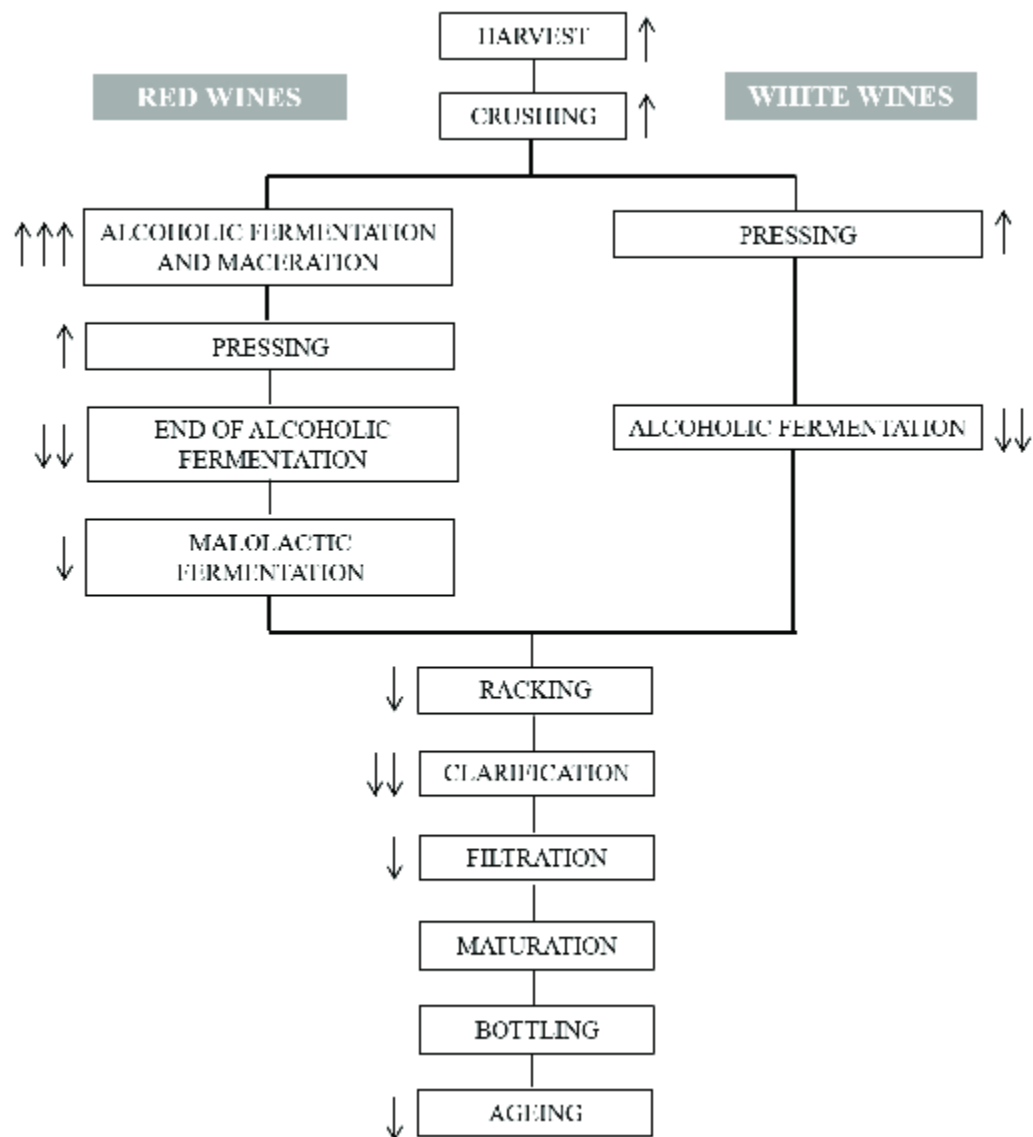 HARVEST
RED WINES
WHITE WINES
CRUSHING
ALCOHOLIC FERMENTATION
AND MACERATION
PRESSING
PRESSING
END OF ALCOHOLIC
FERMENTATION
ALCOHOLIC FERMENTATION
MALOLACTIC
FERMENTATION
RACKING
CLARIFICATION
FILTRATION
MATURATION
BOTTLING
AGEING